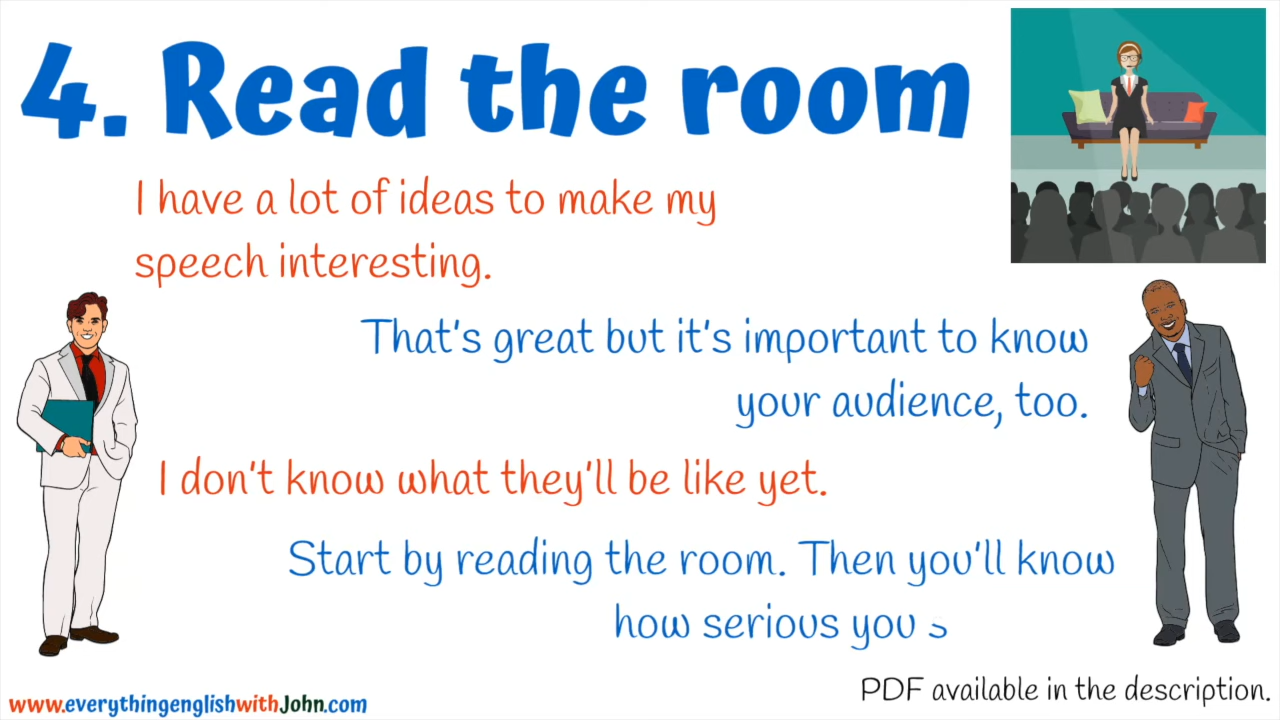 4. Read the room
I have a lot of ideas to make my
speech interesting.
That's great but it's important to know
your audience, too.
I don't know what they'll be like yet.
Start by reading the room. Then you'll know
how serious you s
www.everythingenglishwithJohn.com
PDF available in the description.